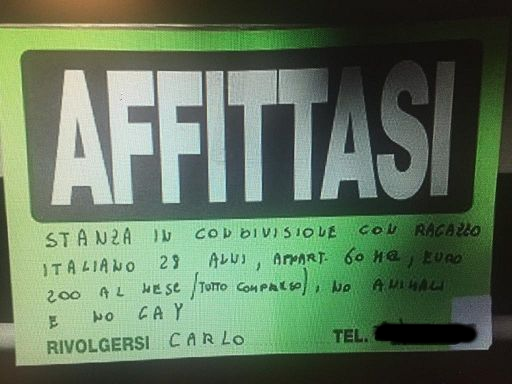 AFFITTASI
STANZA IN CONDIVISIONE CON RAGAZZO
ITALIANO 28 ANNI, APPART. 60 MQ, EURO
200 AL MESE (TUTTO COMPRESO), NO ANIMALI
E NO GAY
RIVOLGERSI CARLO TEL.